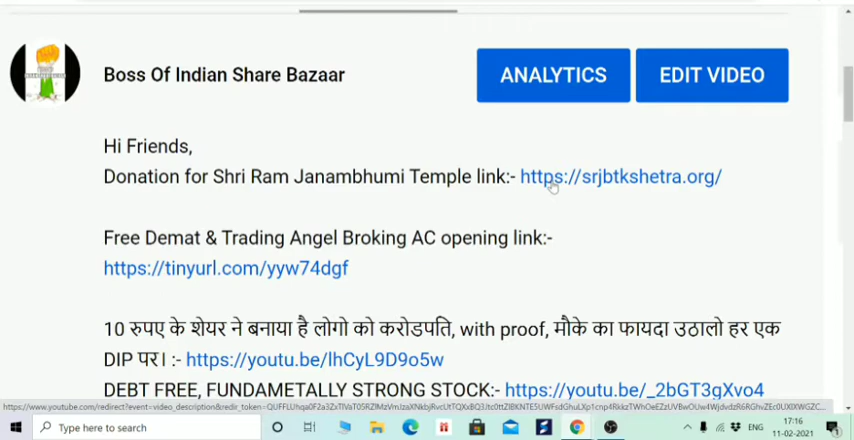 Boss Of Indian Share Bazaar
ANALYTICS
EDIT VIDEO
Hi Friends,
Donation for Shri Ram Janambhumi Temple link:- https://srjbtkshetra.org/
Free Demat & Trading Angel Broking AC opening link:-
https://tinyurl.com/yyw74dgf
10 रुपए के शेयर ने बनाया है लोगो को करोडपति, with proof, मौके का फायदा उठालो हर एक
DIP पर। :- https://youtu.be/lhCyL9D9o5w
DEBT FREE, FUNDAMETALLY STRONG STOCK:- https://youtu.be/_2bGT3gXvo4
Type here to search
ENG
17:16
11-02-2021